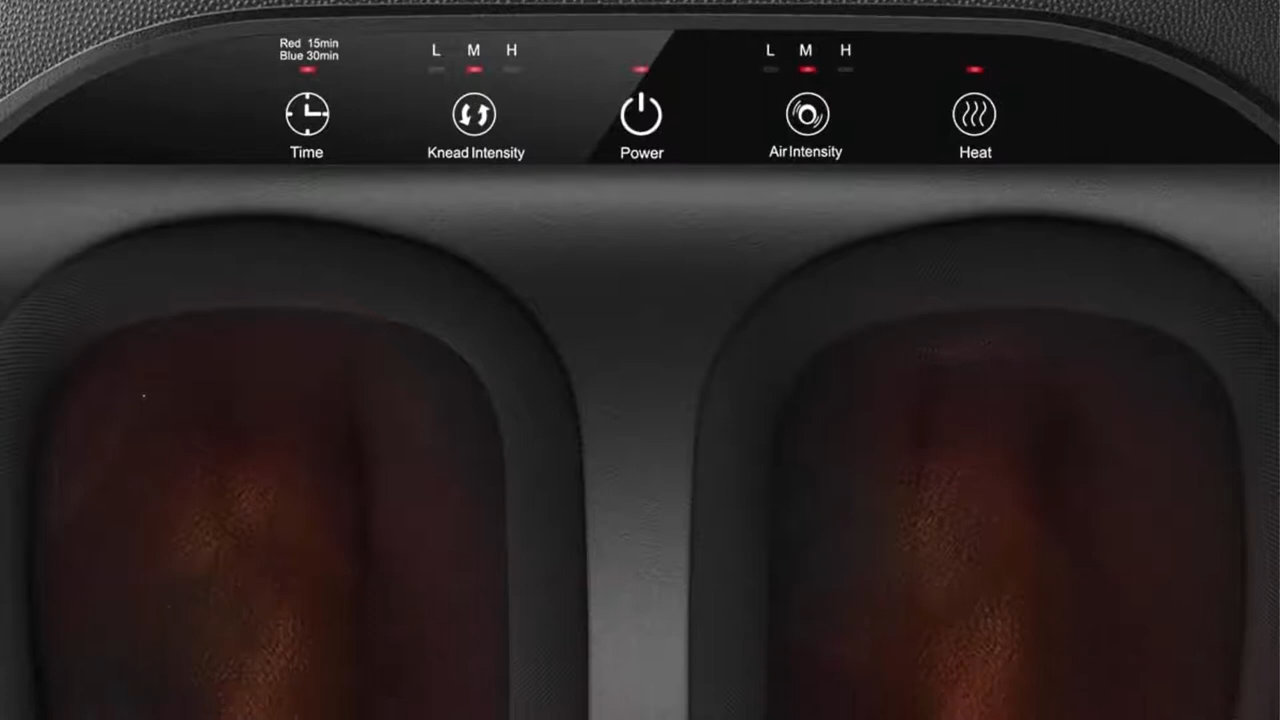 Red 15min
Blue 30min
L M H
L M H
Time
Knead Intensity
Power
Air Intensity
Heat